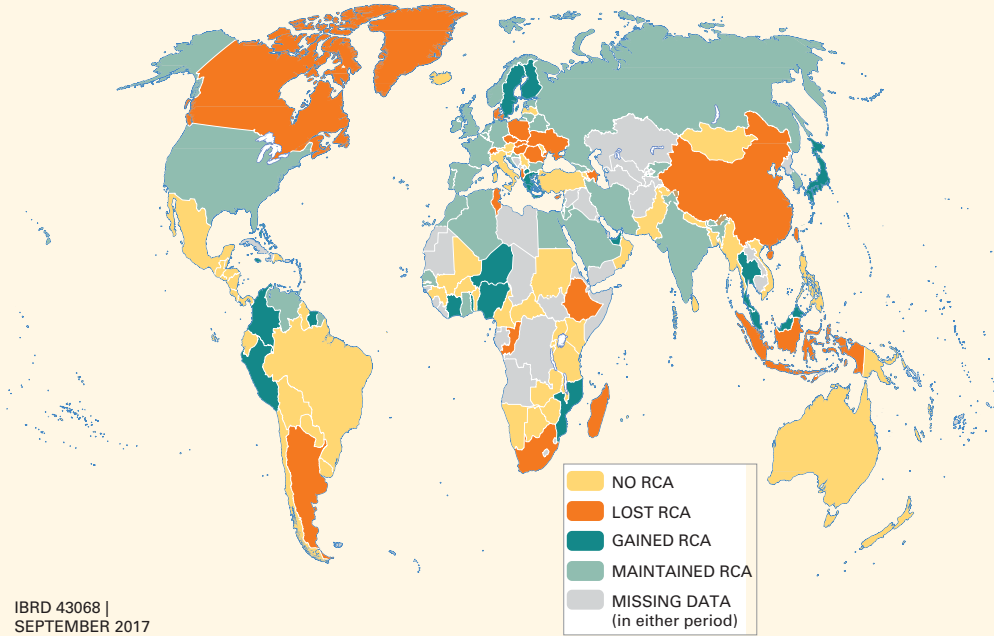 NO RCA
LOST RCA
GAINED RCA
MAINTAINED RCA
MISSING DATA
(in either period)
IBRD 43068 |
SEPTEMBER 2017